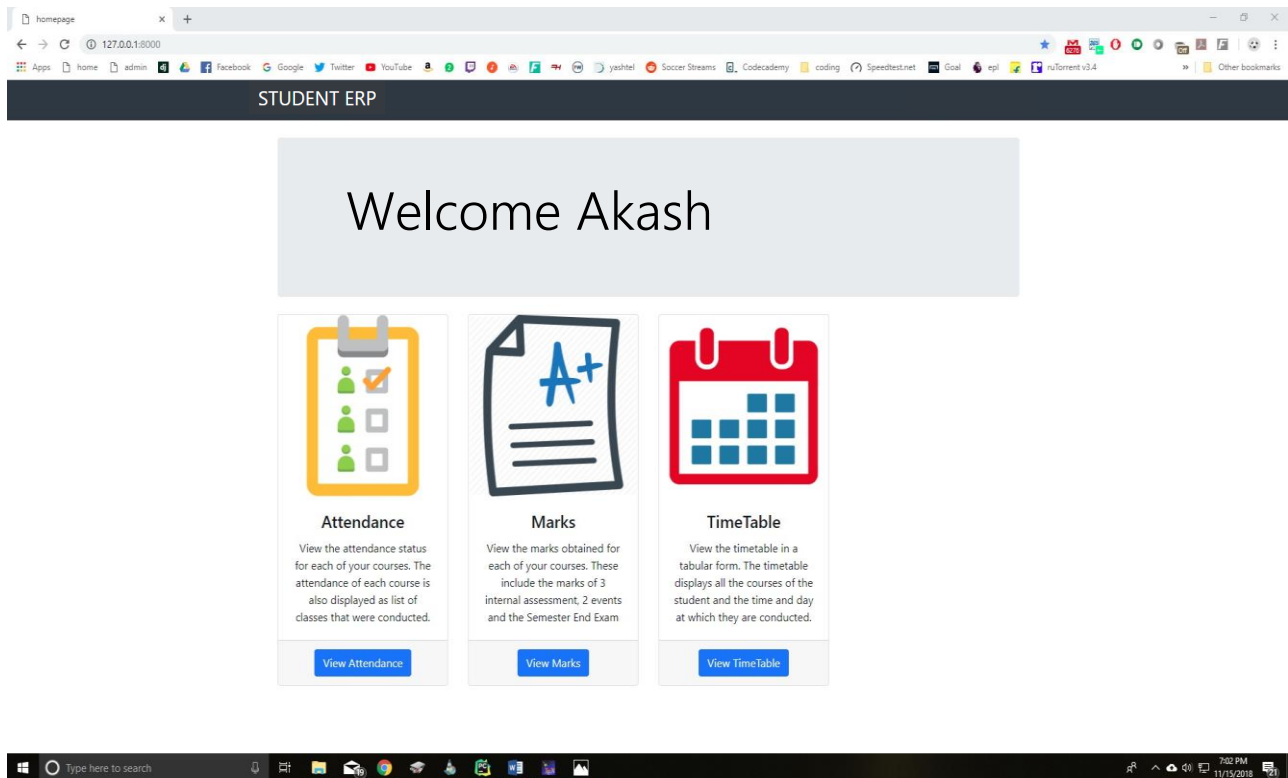 homepage
127.0.0.1:8000
Apps home admin dj Facebook Google Twitter YouTube yashtel Soccer Streams Codecademy coding Speedtest.net Goal epl ruTorrent v3.4 » Other bookmarks
STUDENT ERP
Welcome Akash
A+
Attendance
View the attendance status
for each of your courses. The
attendance of each course is
also displayed as list of
classes that were conducted.
View Attendance
Marks
View the marks obtained for
each of your courses. These
include the marks of 3
internal assessment, 2 events
and the Semester End Exam
View Marks
TimeTable
View the timetable in a
tabular form. The timetable
displays all the courses of the
student and the time and day
at which they are conducted.
View TimeTable
Type here to search
7:02 PM
11/15/2018